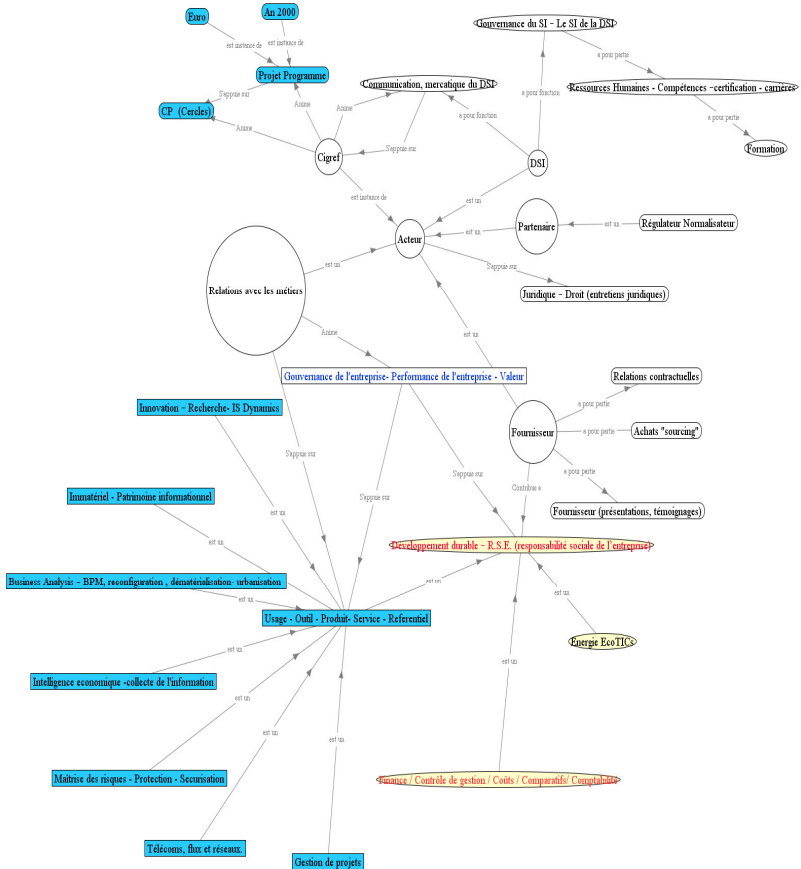 Euro
An 2000
Gouvernance du SI – Le SI de la DSI
est instance de
est instance de
a pour partie
Projet Programme
Communication, mercatique du DSI
Ressources Humaines - Compétences –certification - carrières
S'appuie sur
Anime
Anime
a pour fonction
a pour fonction
a pour partie
CP (Cercles)
Anime
S'appuie sur
Formation
Cigref
DSI
est instance de
est un
Partenaire
est un
est un
Régulateur Normalisateur
Acteur
est un
S'appuie sur
Relations avec les métiers
Juridique – Droit (entretiens juridiques)
Anime
est un
Gouvernance de l'entreprise- Performance de l'entreprise - Valeur
Relations contractuelles
a pour partie
Innovation – Recherche- IS Dynamics
Fournisseur
a pour partie
Achats "sourcing"
S'appuie sur
S'appuie sur
a pour partie
Contribue a
Immatériel - Patrimoine informationnel
S'appuie sur
Fournisseur (présentations, témoignages)
est un
est un
Développement durable – R.S.E. (responsabilité sociale de l'entreprise)
Business Analysis – BPM, reconfiguration , dématérialisation- urbanisation
est un
est un
est un
Usage - Outil - Produit- Service - Referentiel
Energie EcoTICs
est un
est un
Intelligence economique -collecte de l'information
est un
est un
est un
Maîtrise des risques - Protection - Securisation
Finance / Contrôle de gestion / Coûts / Comparatifs/ Comptabilité
Télécoms, flux et réseaux.
Gestion de projets